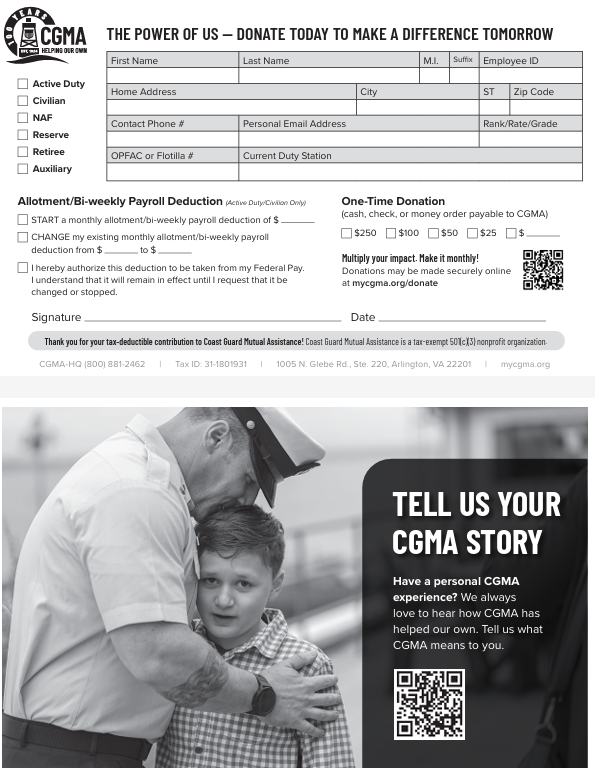 100 YEARS
CGMA
EST. 1924
HELPING OUR OWN
THE POWER OF US — DONATE TODAY TO MAKE A DIFFERENCE TOMORROW
First Name Last Name M.I. Suffix Employee ID
Home Address City ST Zip Code
Contact Phone # Personal Email Address Rank/Rate/Grade
OPFAC or Flotilla # Current Duty Station
Active Duty
Civilian
NAF
Reserve
Retiree
Auxiliary
Allotment/Bi-weekly Payroll Deduction (Active Duty/Civilian Only)
START a monthly allotment/bi-weekly payroll deduction of $ ______
CHANGE my existing monthly allotment/bi-weekly payroll
deduction from $ ______ to $ ______
I hereby authorize this deduction to be taken from my Federal Pay.
I understand that it will remain in effect until I request that it be
changed or stopped.
One-Time Donation
(cash, check, or money order payable to CGMA)
$250 $100 $50 $25 $ ______
Multiply your impact. Make it monthly!
Donations may be made securely online
at mycgma.org/donate
Signature ______ Date ______
Thank you for your tax-deductible contribution to Coast Guard Mutual Assistance! Coast Guard Mutual Assistance is a tax-exempt 501(c)(3) nonprofit organization.
CGMA-HQ (800) 881-2462 | Tax ID: 31-1801931 | 1005 N. Glebe Rd., Ste. 220, Arlington, VA 22201 | mycgma.org
TELL US YOUR
CGMA STORY
Have a personal CGMA
experience? We always
love to hear how CGMA has
helped our own. Tell us what
CGMA means to you.